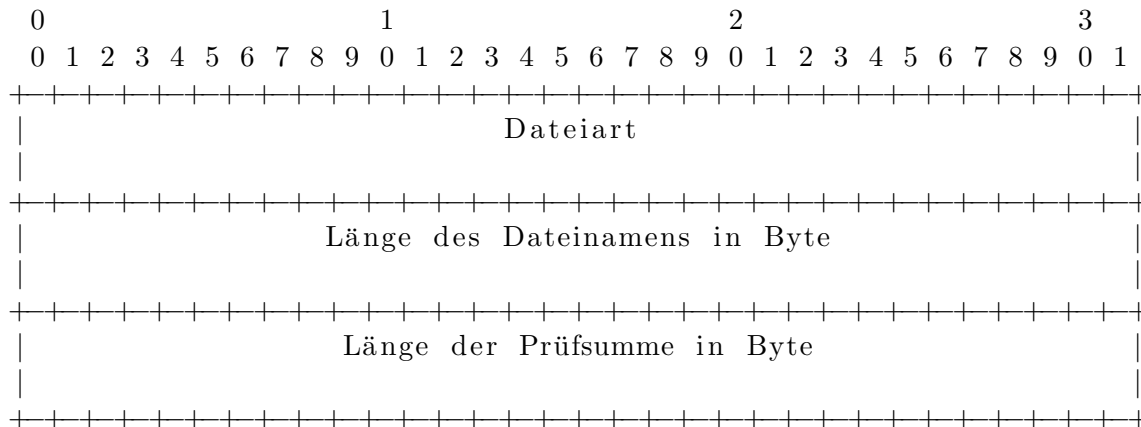 0 1 2 3
0 1 2 3 4 5 6 7 8 9 0 1 2 3 4 5 6 7 8 9 0 1 2 3 4 5 6 7 8 9 0 1
+-+-+-+-+-+-+-+-+-+-+-+-+-+-+-+-+-+-+-+-+-+-+-+-+-+-+-+-+-+-+-+-+
| Dateiart |
| |
+-+-+-+-+-+-+-+-+-+-+-+-+-+-+-+-+-+-+-+-+-+-+-+-+-+-+-+-+-+-+-+-+
| Länge des Dateinamens in Byte |
| |
+-+-+-+-+-+-+-+-+-+-+-+-+-+-+-+-+-+-+-+-+-+-+-+-+-+-+-+-+-+-+-+-+
| Länge der Prüfsumme in Byte |
| |
+-+-+-+-+-+-+-+-+-+-+-+-+-+-+-+-+-+-+-+-+-+-+-+-+-+-+-+-+-+-+-+-+